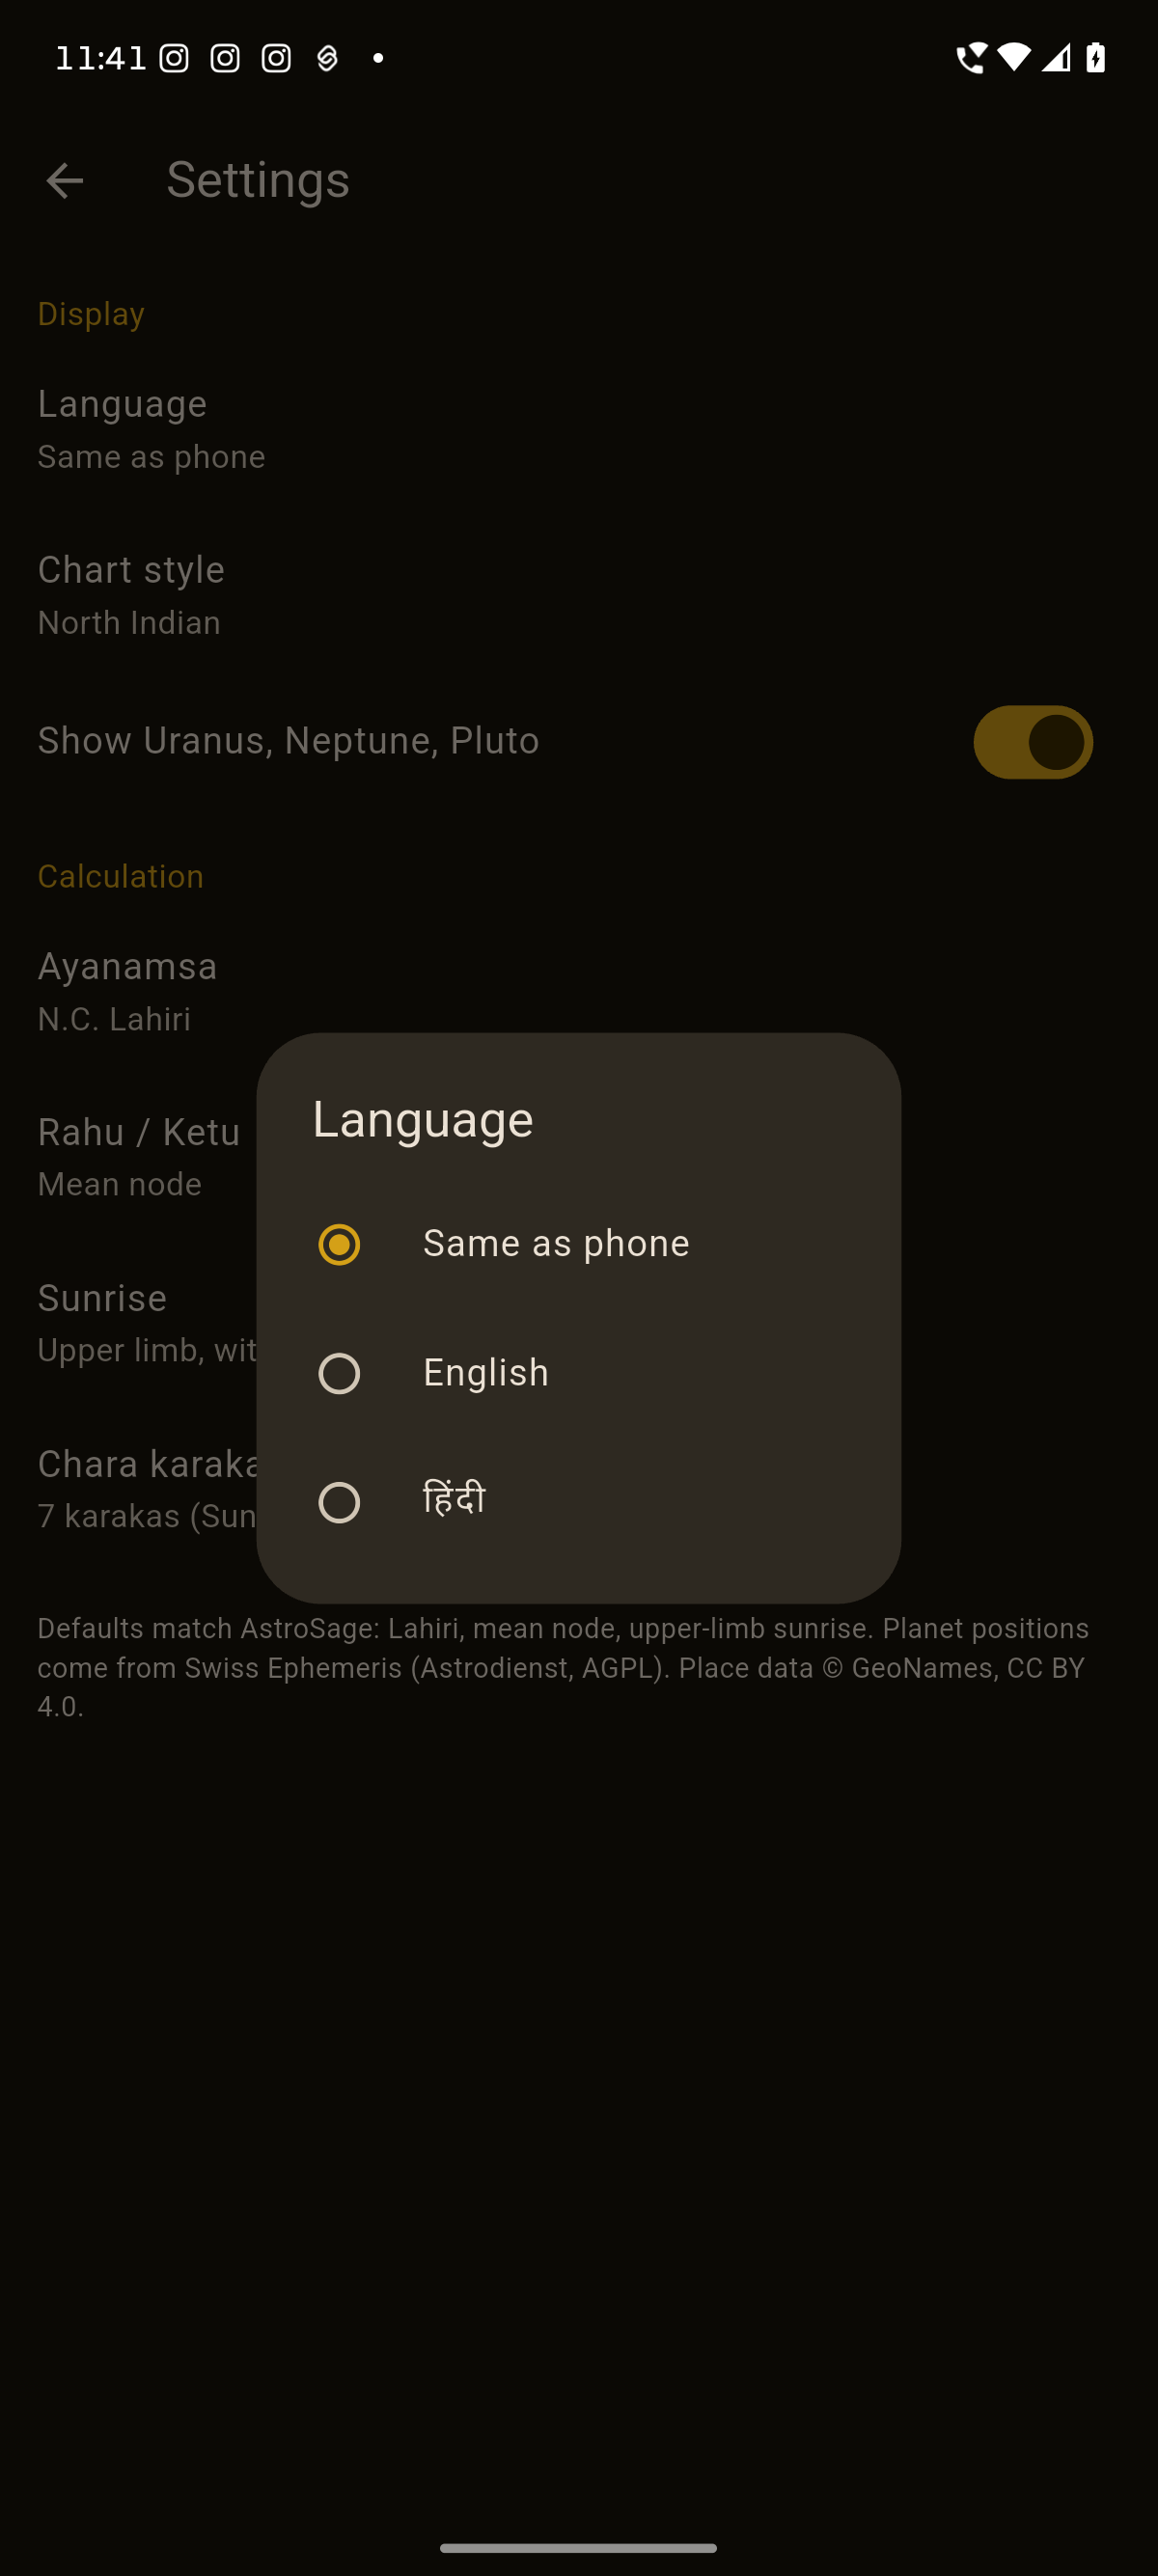 11:41
Settings
Display
Language
Same as phone
Chart style
North Indian
Show Uranus, Neptune, Pluto
Calculation
Ayanamsa
N.C. Lahiri
Rahu / Ketu
Mean node
Sunrise
Upper limb, wit
Chara karaka
7 karakas (Sun
Language
Same as phone
English
हिंदी
Defaults match AstroSage: Lahiri, mean node, upper-limb sunrise. Planet positions
come from Swiss Ephemeris (Astrodienst, AGPL). Place data © GeoNames, CC BY
4.0.